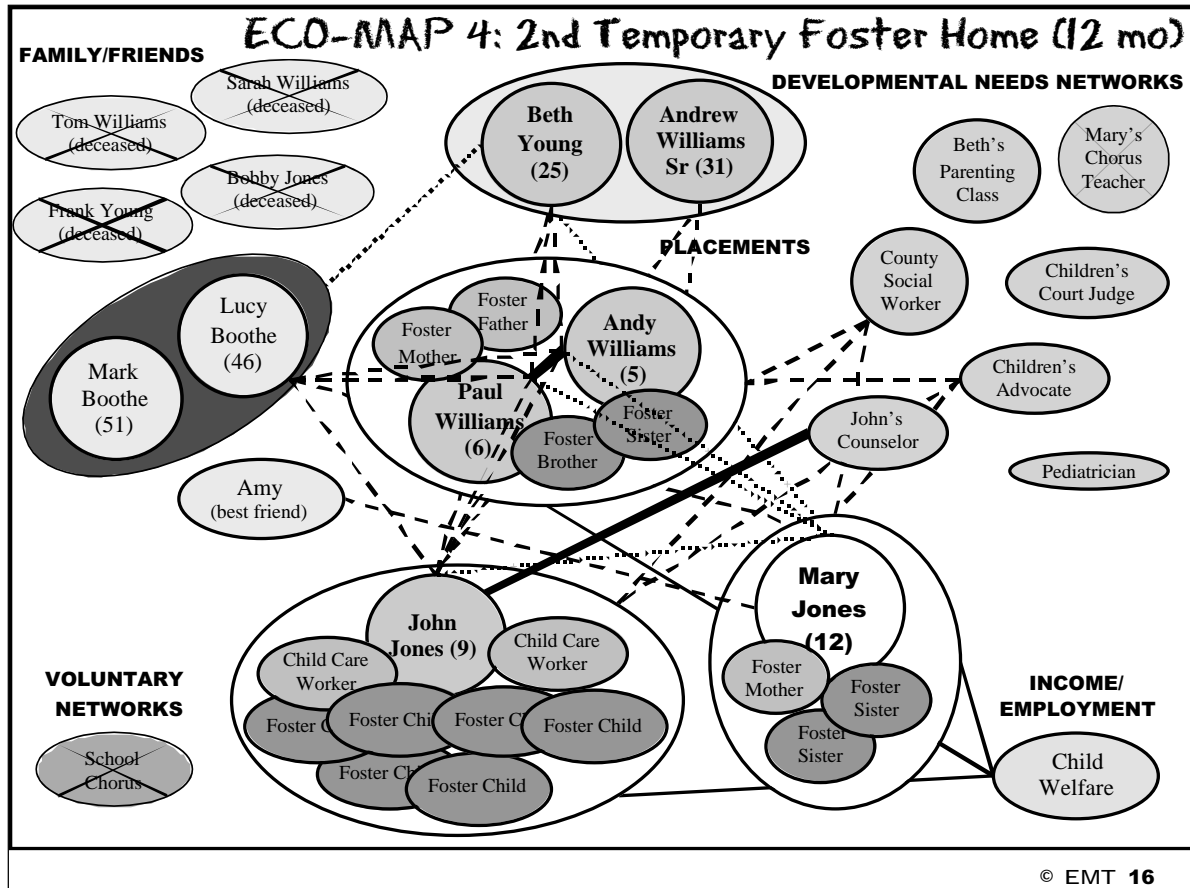 ECO-MAP 4: 2nd Temporary Foster Home (12 mo)
FAMILY/FRIENDS
Sarah Williams
(deceased)
Tom Williams
(deceased)
Bobby Jones
(deceased)
Frank Young
(deceased)
Beth
Young
(25)
Andrew
Williams
Sr (31)
DEVELOPMENTAL NEEDS NETWORKS
Beth's
Parenting
Class
Mary's
Chorus
Teacher
PLACEMENTS
County
Social
Worker
Children's
Court Judge
Lucy
Boothe
(46)
Mark
Boothe
(51)
Foster
Father
Foster
Mother
Andy
Williams
(5)
Paul
Williams
(6)
Foster
Sister
Foster
Brother
Children's
Advocate
John's
Counselor
Pediatrician
Amy
(best friend)
John
Jones (9)
Child Care
Worker
Child Care
Worker
Foster C
Foster Chi
Foster C
Foster Child
Foster Chi
Foster Child
Mary
Jones
(12)
Foster
Mother
Foster
Sister
Foster
Sister
VOLUNTARY
NETWORKS
School
Chorus
INCOME/
EMPLOYMENT
Child
Welfare
© EMT 16